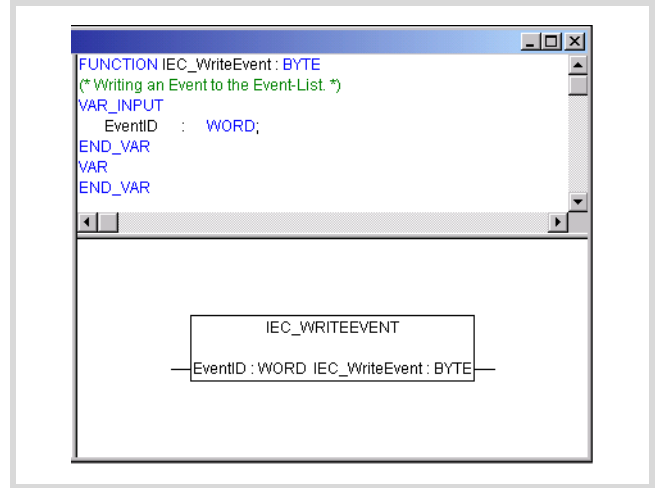 FUNCTION IEC_WriteEvent : BYTE
(* Writing an Event to the Event-List. *)
VAR_INPUT
EventID : WORD;
END_VAR
VAR
END_VAR
IEC_WRITEEVENT
EventID : WORD IEC_WriteEvent : BYTE